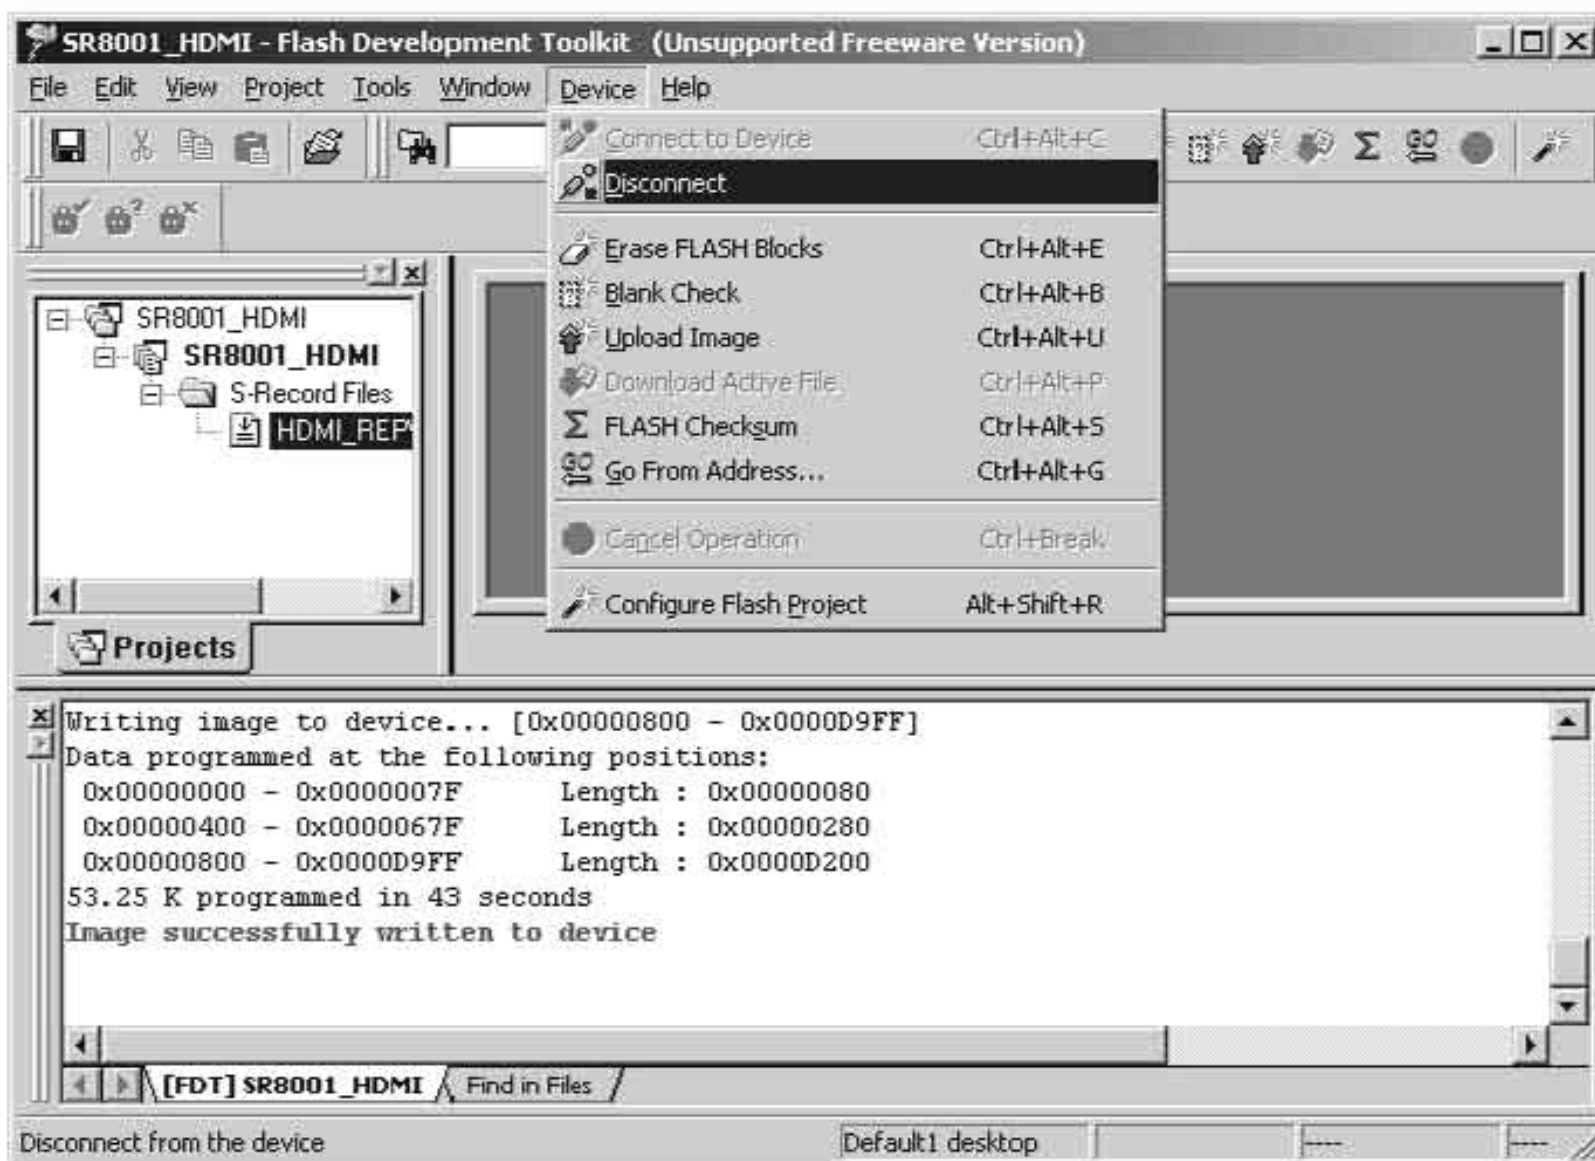 SR8001_HDMI - Flash Development Toolkit (Unsupported Freeware Version)
File Edit View Project Tools Window Device Help
Connect to Device Ctrl+Alt+C
Disconnect
Erase FLASH Blocks Ctrl+Alt+E
Blank Check Ctrl+Alt+B
Upload Image Ctrl+Alt+U
Download Active File Ctrl+Alt+P
FLASH Checksum Ctrl+Alt+S
GO Go From Address... Ctrl+Alt+G
Cancel Operation Ctrl+Break
Configure Flash Project Alt+Shift+R
Σ GO
SR8001_HDMI
SR8001_HDMI
S-Record Files
HDMI_REP
Projects
Writing image to device... [0x00000800 - 0x0000D9FF]
Data programmed at the following positions:
0x00000000 - 0x0000007F Length : 0x00000080
0x00000400 - 0x0000067F Length : 0x00000280
0x00000800 - 0x0000D9FF Length : 0x0000D200
53.25 K programmed in 43 seconds
Image successfully written to device
[FDT] SR8001_HDMI Find in Files
Disconnect from the device Default1 desktop ---- ----